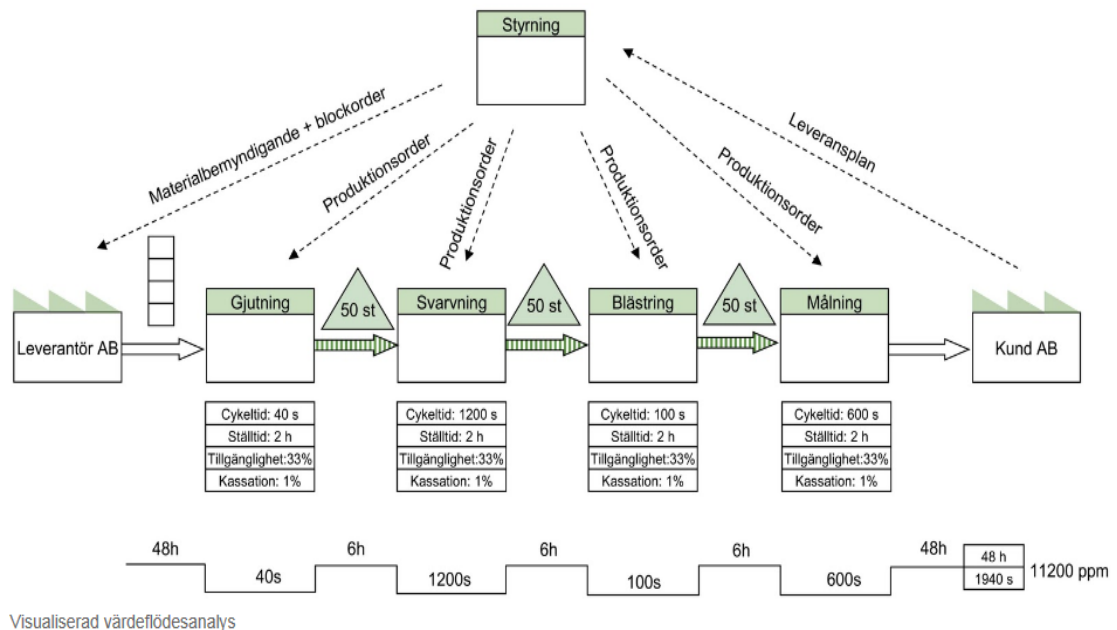 Styrning
Materialbemyndigande + blockorder
Produktionsorder
Produktionsorder
Produktionsorder
Produktionsorder
Leveransplan
Leverantör AB
Gjutning
50 st
Svarvning
50 st
Blästring
50 st
Målning
Kund AB
Cykeltid: 40 s
Ställtid: 2 h
Tillgänglighet:33%
Kassation: 1%
Cykeltid: 1200 s
Ställtid: 2 h
Tillgänglighet:33%
Kassation: 1%
Cykeltid: 100 s
Ställtid: 2 h
Tillgänglighet:33%
Kassation: 1%
Cykeltid: 600 s
Ställtid: 2 h
Tillgänglighet:33%
Kassation: 1%
48h
40s
6h
1200s
6h
100s
6h
600s
48h
48 h
1940 s
11200 ppm
Visualiserad värdeflödesanalys